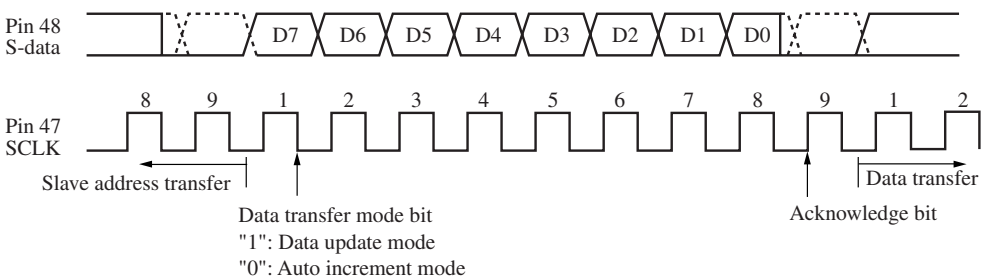 Pin 48
S-data
D7 D6 D5 D4 D3 D2 D1 D0
8 9 1 2 3 4 5 6 7 8 9 1 2
Pin 47
SCLK
Slave address transfer
Data transfer
Data transfer mode bit
"1": Data update mode
"0": Auto increment mode
Acknowledge bit